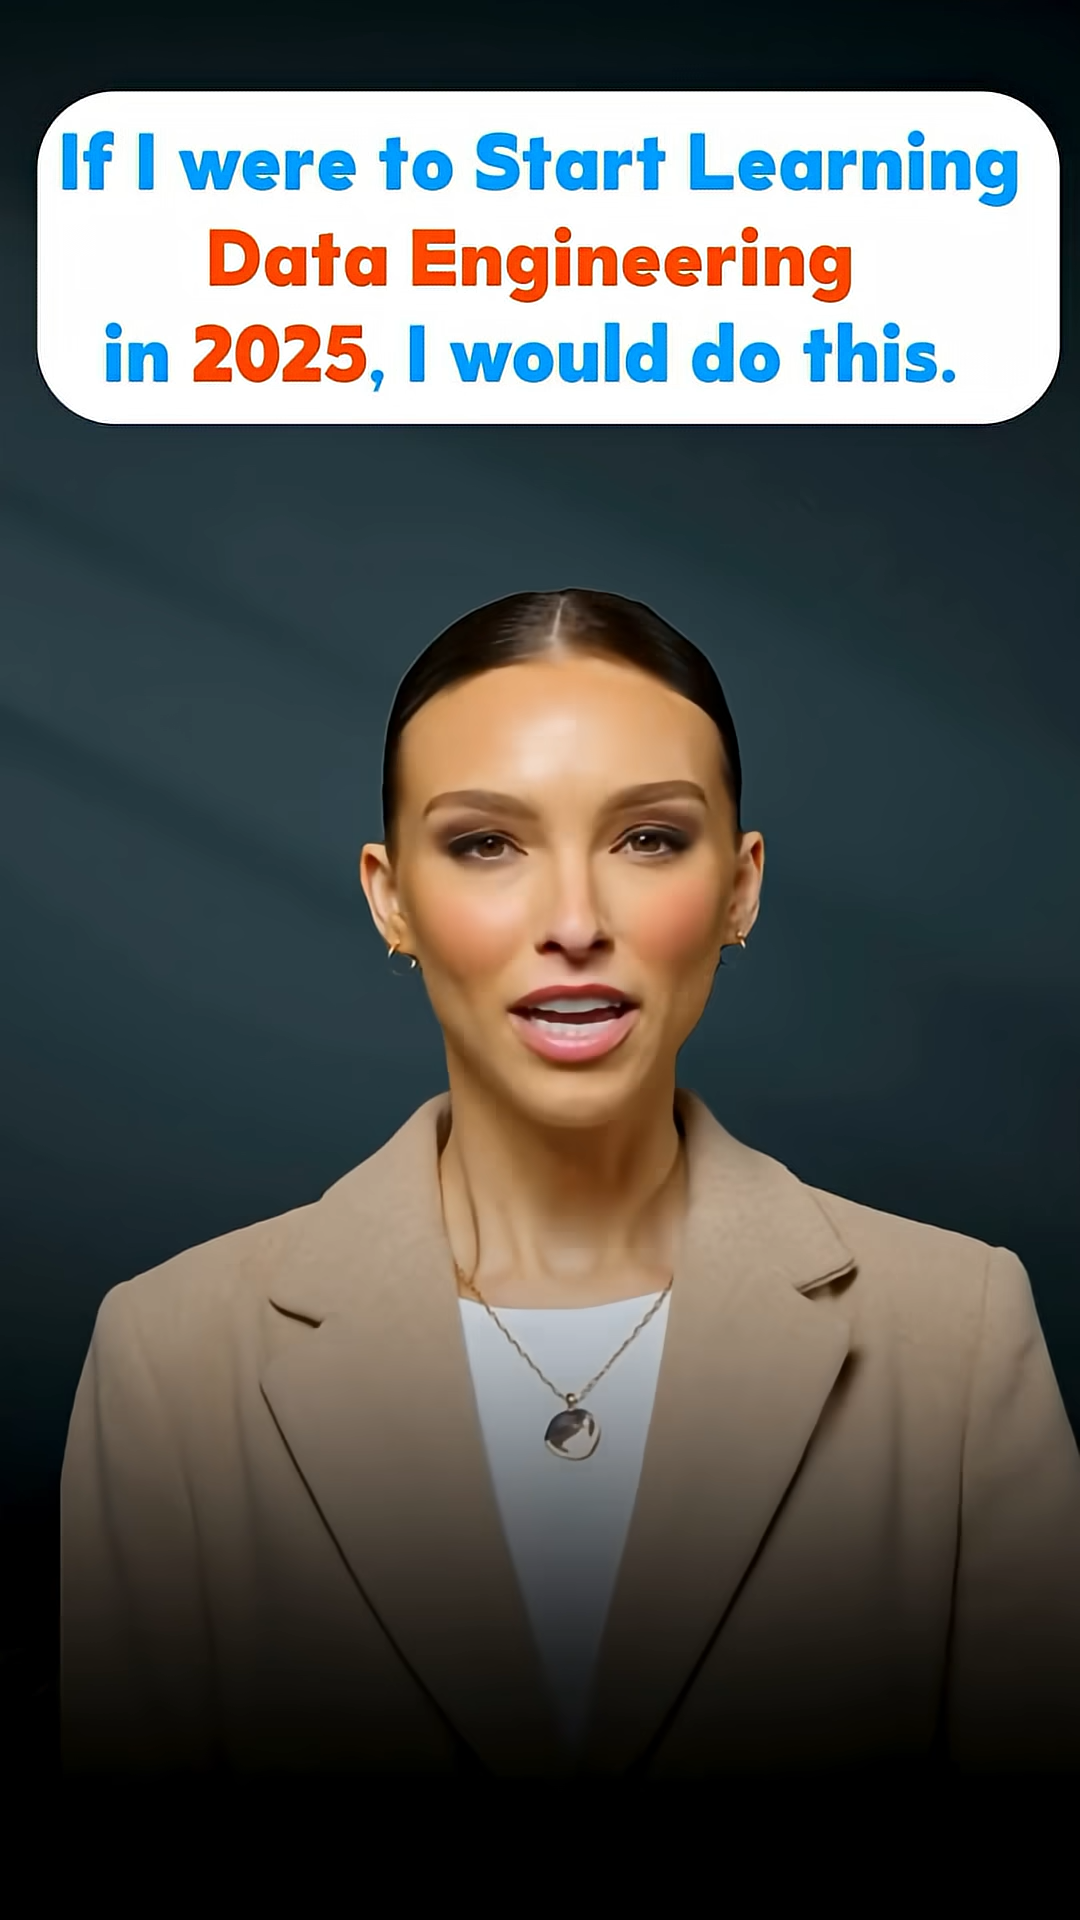 If I were to Start Learning
Data Engineering
in 2025, I would do this.